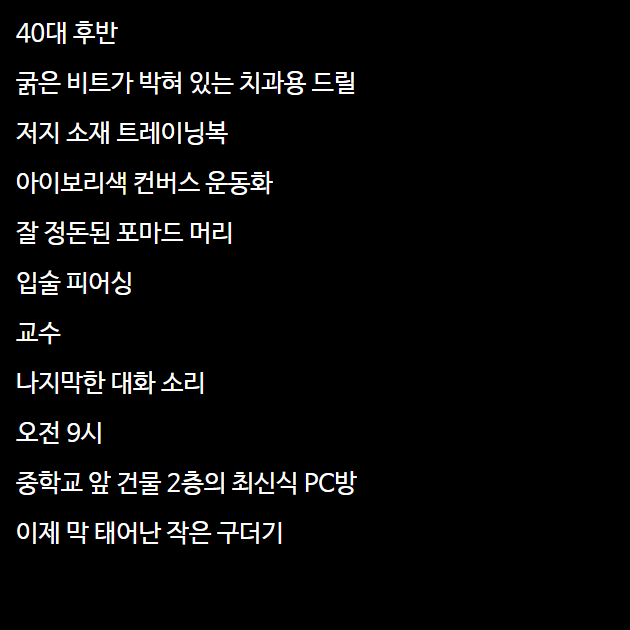 40대 후반
굵은 비트가 박혀 있는 치과용 드릴
저지 소재 트레이닝복
아이보리색 컨버스 운동화
잘 정돈된 포마드 머리
입술 피어싱
교수
나지막한 대화 소리
오전 9시
중학교 앞 건물 2층의 최신식 PC방
이제 막 태어난 작은 구더기